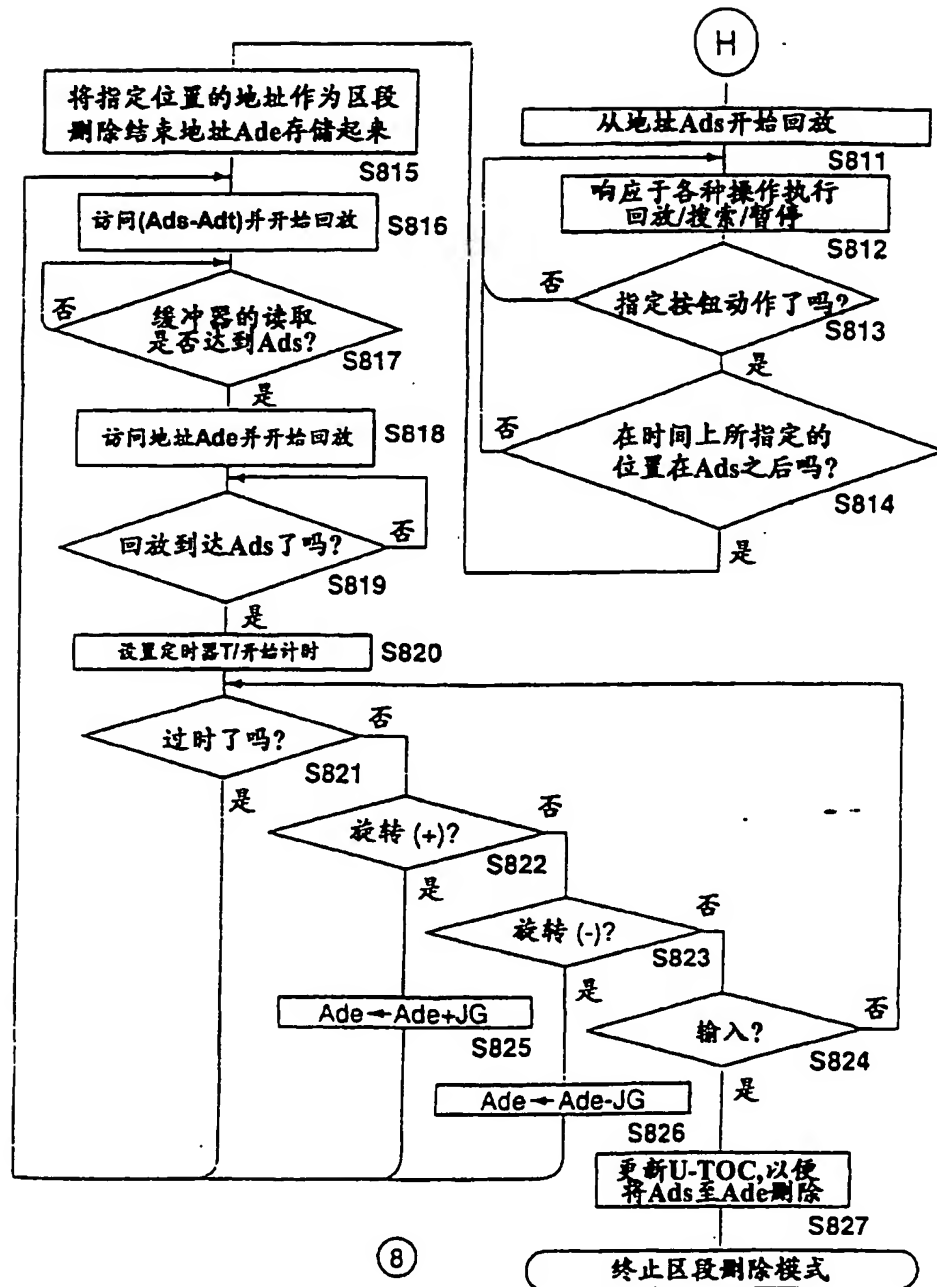 H
从地址Ads开始回放
S811
响应于各种操作执行
回放/搜索/暂停
S812
否
指定按钮动作了吗?
S813
是
否
在时间上所指定的
位置在Ads之后吗?
S814
是
将指定位置的地址作为区段
删除结束地址Ade存储起来
S815
访问(Ads-Adt)并开始回放
S816
否
缓冲器的读取
是否达到Ads?
S817
是
访问地址Ade并开始回放
S818
回放到达Ads了吗?
否
S819
是
设置定时器T/开始计时
S820
过时了吗?
否
S821
是
旋转 (+)?
否
S822
是
旋转 (-)?
否
S823
是
输入?
否
S824
是
Ade←Ade+JG
S825
Ade←Ade-JG
S826
更新U-TOC,以便
将Ads至Ade删除
S827
终止区段删除模式
8